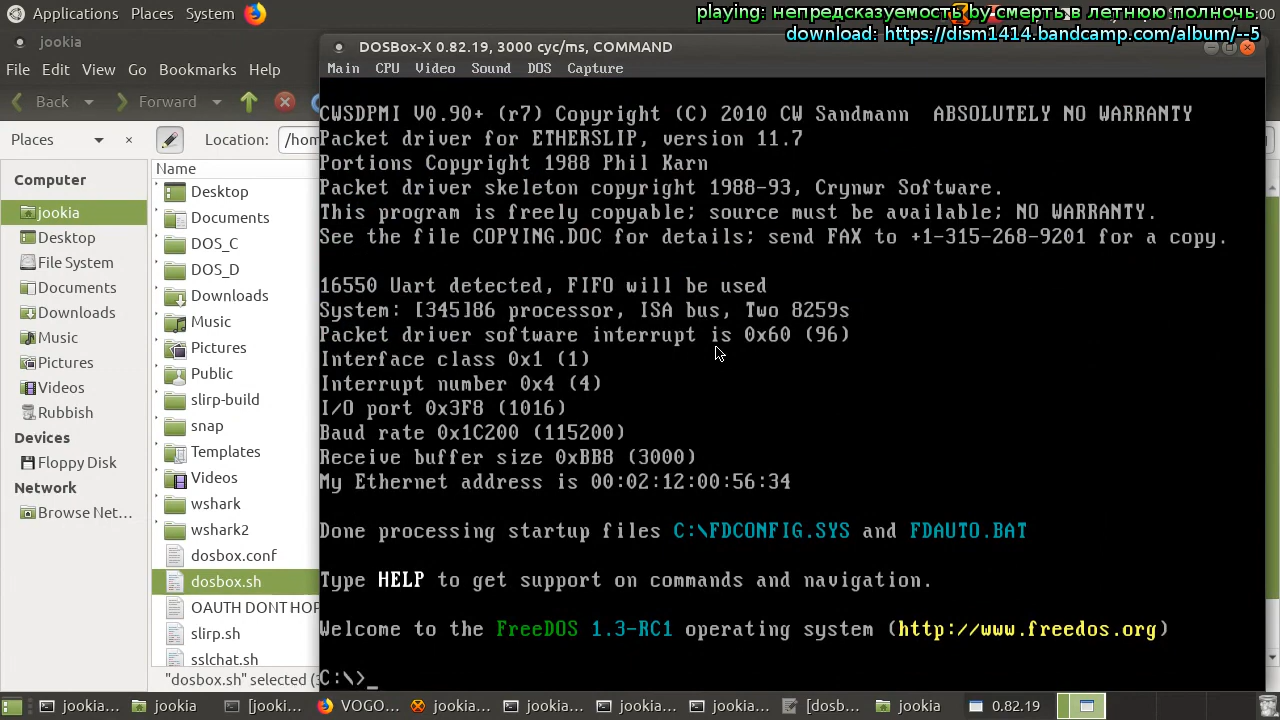 Applications Places System
playing: непредсказуемость by смерть в летнюю полночь
:00
download: https://dism1414.bandcamp.com/album/--5
jookia
DOSBox-X 0.82.19, 3000 cyc/ms, COMMAND
File Edit View Go Bookmarks Help
Main CPU Video Sound DOS Capture
Back Forward
Places Location: /hom
Name
Computer
jookia
Desktop
File System
Documents
Downloads
Music
Pictures
Videos
Rubbish
Devices
Floppy Disk
Network
Browse Net...
Desktop
Documents
DOS_C
DOS_D
Downloads
Music
Pictures
Public
slirp-build
snap
Templates
Videos
wshark
wshark2
dosbox.conf
dosbox.sh
OAUTH DONT HOP
slirp.sh
sslchat.sh
"dosbox.sh" selected (3
CWSDPMI V0.90+ (r7) Copyright (C) 2010 CW Sandmann  ABSOLUTELY NO WARRANTY
Packet driver for ETHERSLIP, version 11.7
Portions Copyright 1988 Phil Karn
Packet driver skeleton copyright 1988-93, Crynwr Software.
This program is freely copyable; source must be available; NO WARRANTY.
See the file COPYING.DOC for details; send FAX to +1-315-268-9201 for a copy.
16550 Uart detected, FIFO will be used
System: [345]86 processor, ISA bus, Two 8259s
Packet driver software interrupt is 0x60 (96)
Interface class 0x1 (1)
Interrupt number 0x4 (4)
I/O port 0x3F8 (1016)
Baud rate 0x1C200 (115200)
Receive buffer size 0xBB8 (3000)
My Ethernet address is 00:02:12:00:56:34
Done processing startup files C:\FDCONFIG.SYS and FDAUTO.BAT
Type HELP to get support on commands and navigation.
Welcome to the FreeDOS 1.3-RC1 operating system (http://www.freedos.org)
C:\>_
jookia... jookia [jooki... VOGO... jookia... jookia... jookia... jookia... [dosb... jookia 0.82.19